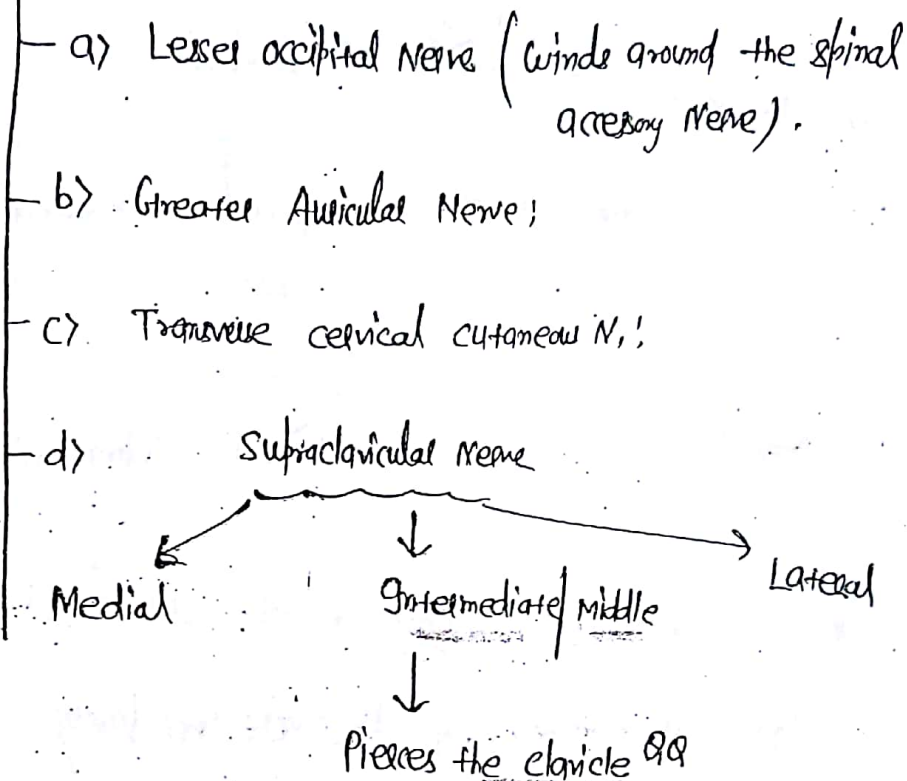 a) Lesser occipital Nerve (winds around the spinal
accesory Nerve).
b) Greater Auricular Nerve;
c). Transverse cervical cutaneous N,!
d) Supraclavicular Nerve
Medial Intermediate/Middle Lateral
Pierces the clavicle QQ